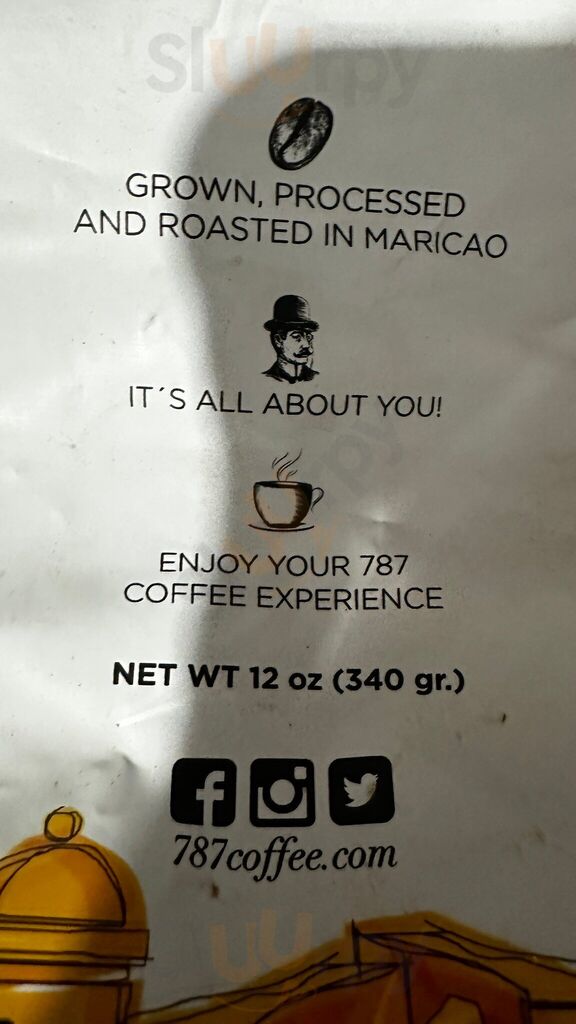 Sluurpy
GROWN, PROCESSED
AND ROASTED IN MARICAO
IT´S ALL ABOUT YOU!
ENJOY YOUR 787
COFFEE EXPERIENCE
NET WT 12 oz (340 gr.)
787coffee.com